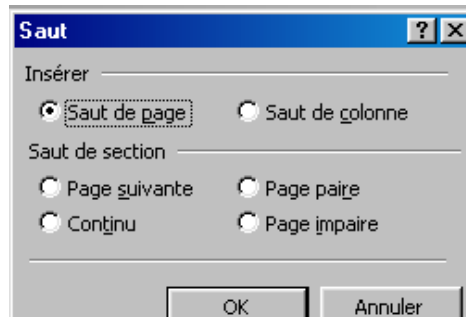 Saut
Insérer
Saut de page Saut de colonne
Saut de section
Page suivante Page paire
Continu Page impaire
OK Annuler